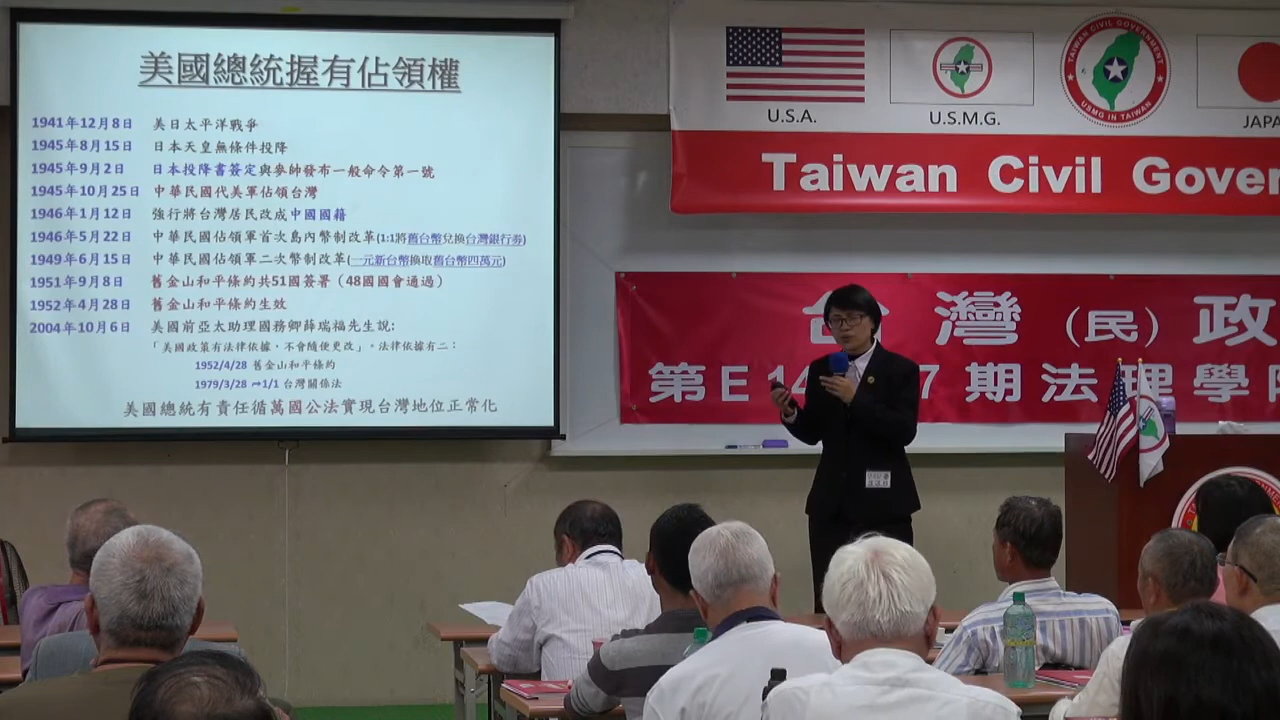 美國總統握有佔領權
1941年12月8日 美日太平洋戰爭
1945年8月15日 日本天皇無條件投降
1945年9月2日 日本投降書簽定與麥帥發布一般命令第一號
1945年10月25日 中華民國代美軍佔領台灣
1946年1月12日 強行將台灣居民改成中國國籍
1946年5月22日 中華民國佔領軍首次島內幣制改革(1:1將舊台幣兌換台灣銀行券)
1949年6月15日 中華民國佔領軍二次幣制改革(一元新台幣換取舊台幣四萬元)
1951年9月8日 舊金山和平條約共51國簽署（48國國會通過）
1952年4月28日 舊金山和平條約生效
2004年10月6日 美國前亞太助理國務卿薛瑞福先生說:
「美國政策有法律依據，不會隨便更改」。法律依據有二：
1952/4/28 舊金山和平條約
1979/3/28 ⇀1/1 台灣關係法
美國總統有責任循萬國公法實現台灣地位正常化
U.S.A.
U.S.M.G.
TAIWAN CIVIL GOVERNMENT
USMG IN TAIWAN
JAPA
Taiwan Civil Gover
台灣（民）政
第E14 7期法理學